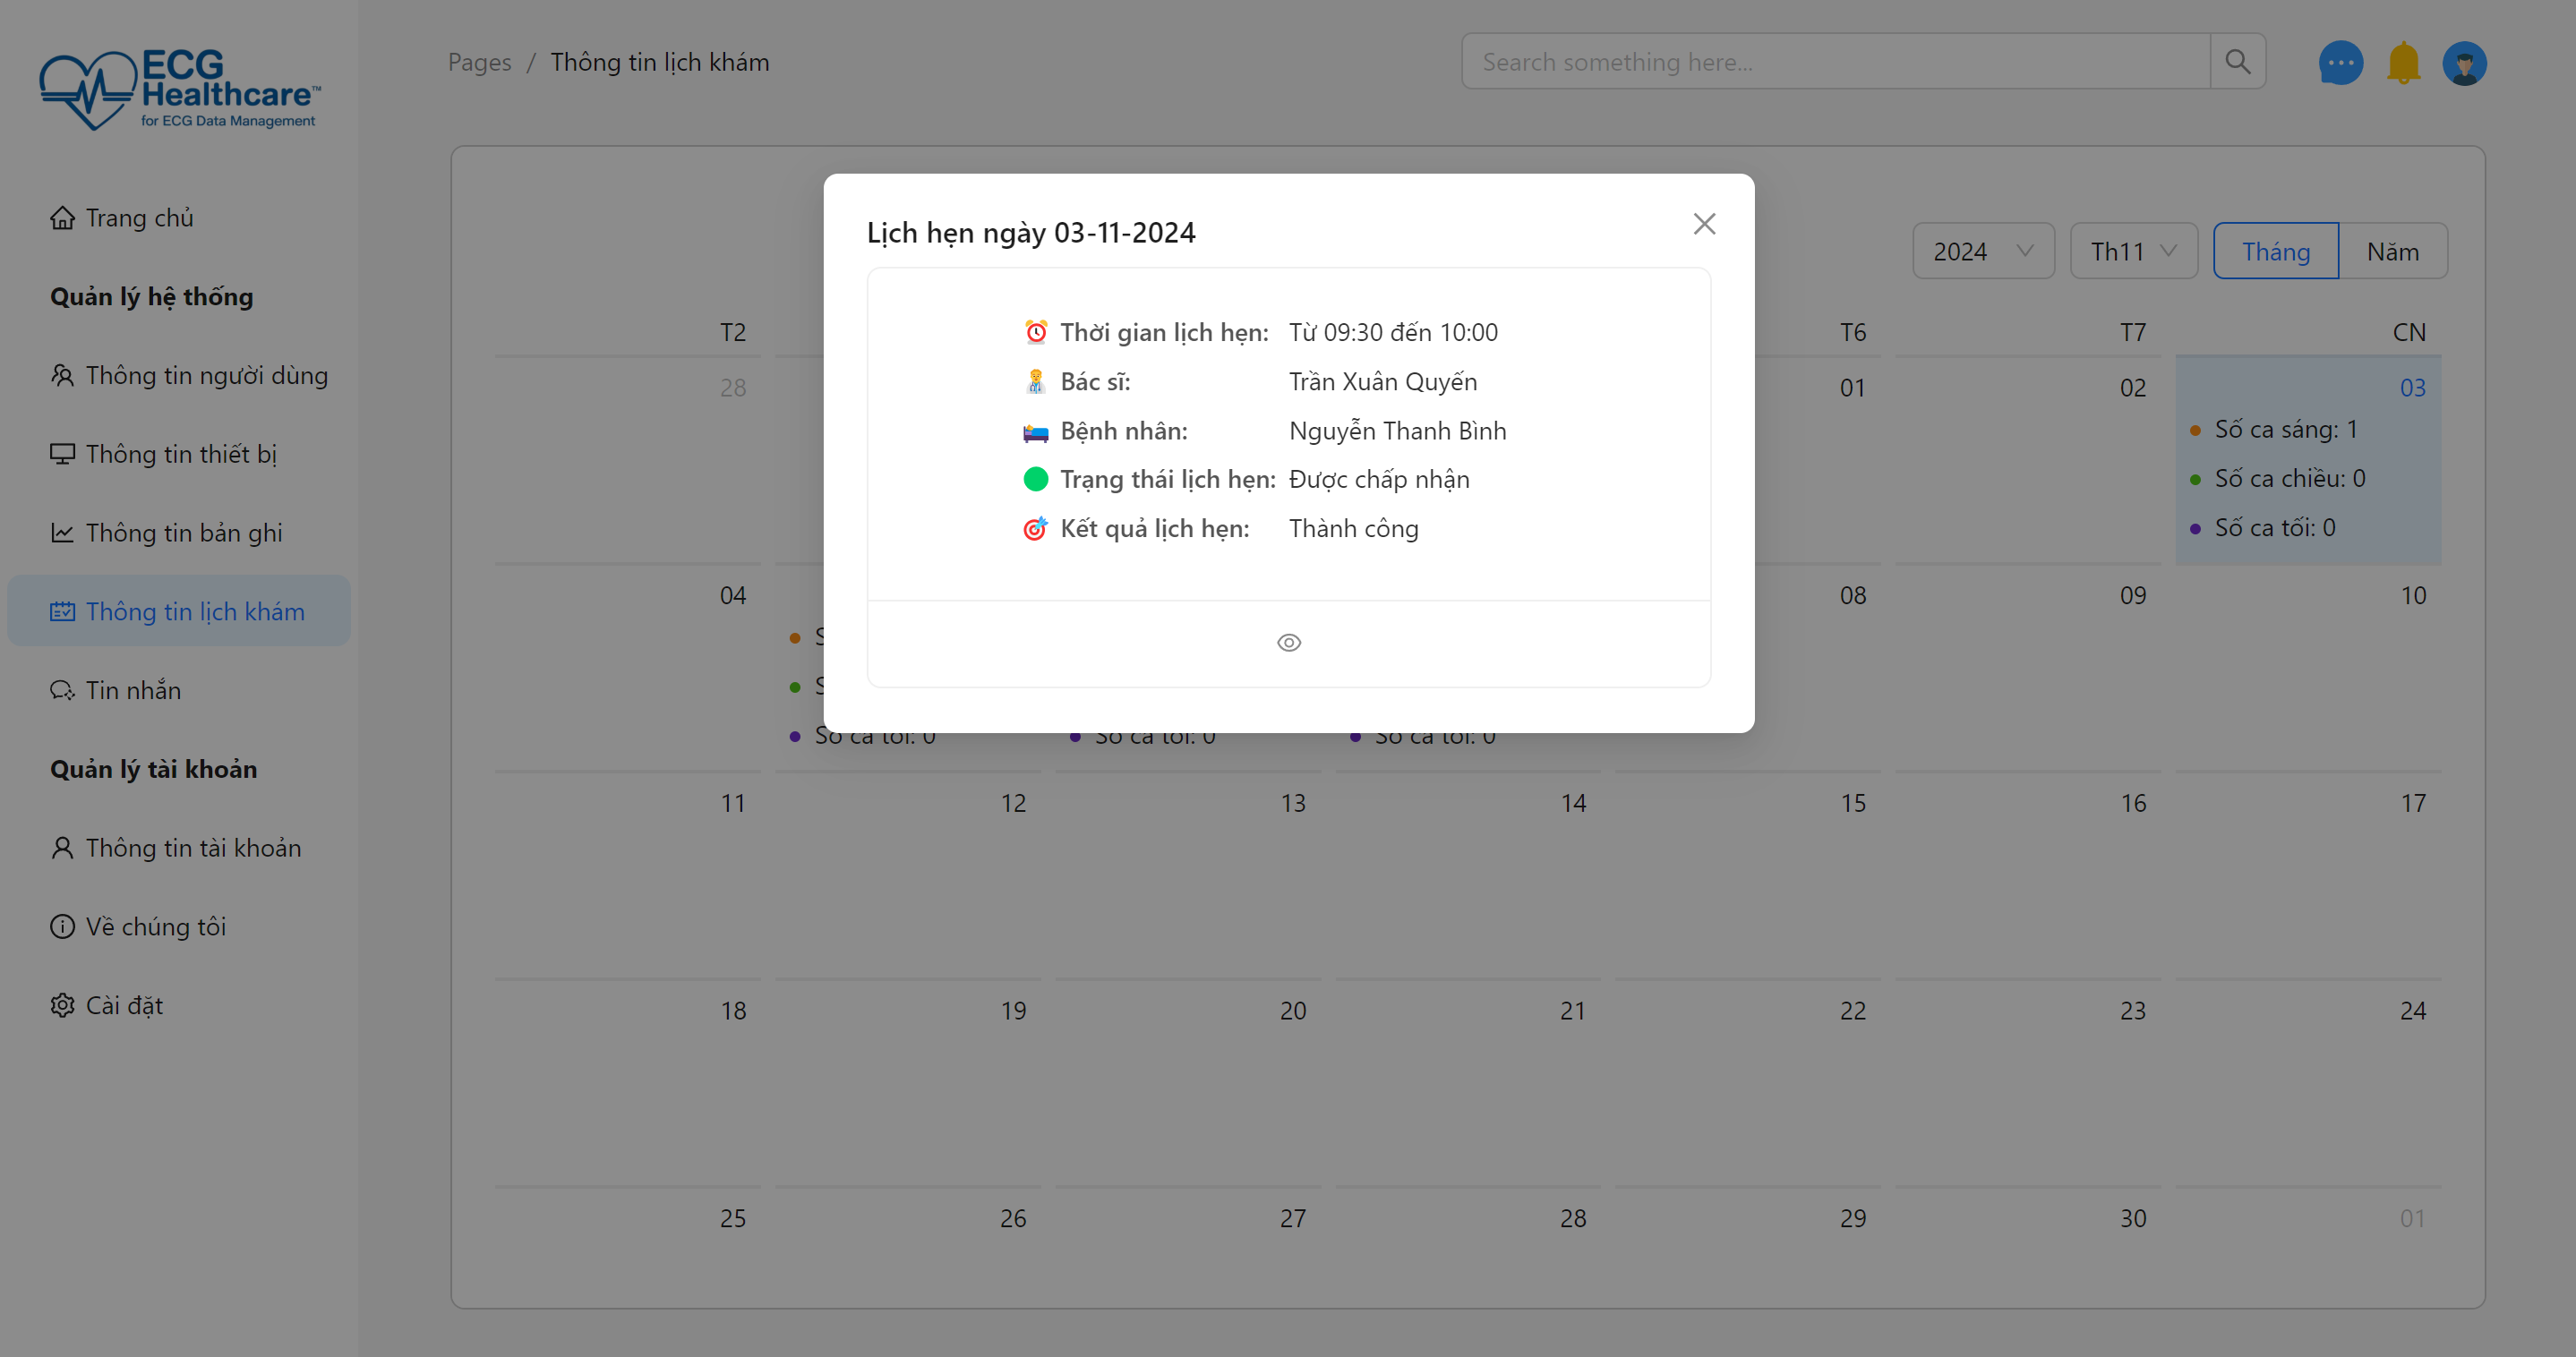 ECG
Healthcare™
for ECG Data Management
Trang chủ
Quản lý hệ thống
Thông tin người dùng
Thông tin thiết bị
Thông tin bản ghi
Thông tin lịch khám
Tin nhắn
Quản lý tài khoản
Thông tin tài khoản
Về chúng tôi
Cài đặt
Pages / Thông tin lịch khám
Search something here...
2024 Th11 Tháng Năm
Lịch hẹn ngày 03-11-2024
Thời gian lịch hẹn: Từ 09:30 đến 10:00
Bác sĩ: Trần Xuân Quyến
Bệnh nhân: Nguyễn Thanh Bình
Trạng thái lịch hẹn: Được chấp nhận
Kết quả lịch hẹn: Thành công
T2 T6 T7 CN
28 01 02 03
Số ca sáng: 1
Số ca chiều: 0
Số ca tối: 0
04 08 09 10
Số ca tối: 0 Số ca tối: 0 Số ca tối: 0
11 12 13 14 15 16 17
18 19 20 21 22 23 24
25 26 27 28 29 30 01